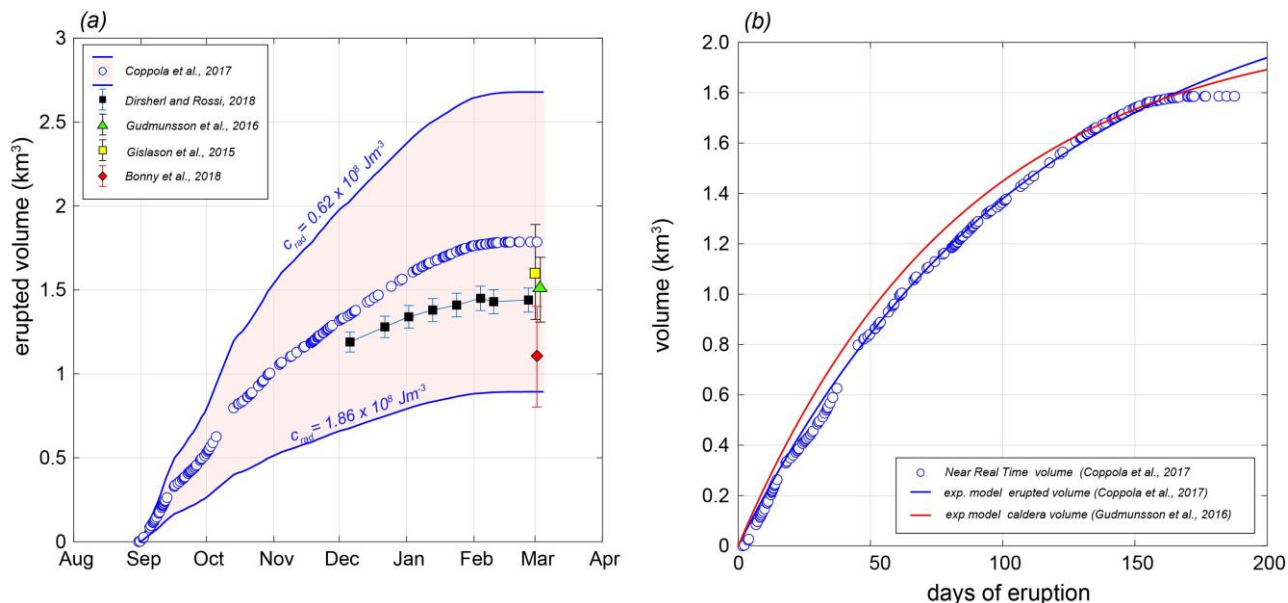 (a)
3
2.5
2
1.5
1
0.5
0
erupted volume (km³)
Coppola et al., 2017
Dirsherl and Rossi, 2018
Gudmunsson et al., 2016
Gislason et al., 2015
Bonny et al., 2018
c_rad = 0.62 x 10⁸ Jm⁻³
c_rad = 1.86 x 10⁸ Jm⁻³
Aug Sep Oct Nov Dec Jan Feb Mar Apr
(b)
2.0
1.6
1.6
1.4
1.2
1.0
0.8
0.6
0.4
0.2
0
volume (km³)
Near Real Time volume (Coppola et al., 2017
exp. model erupted volume (Coppola et al., 2017)
exp model caldera volume (Gudmunsson et al., 2016)
0 50 100 150 200
days of eruption